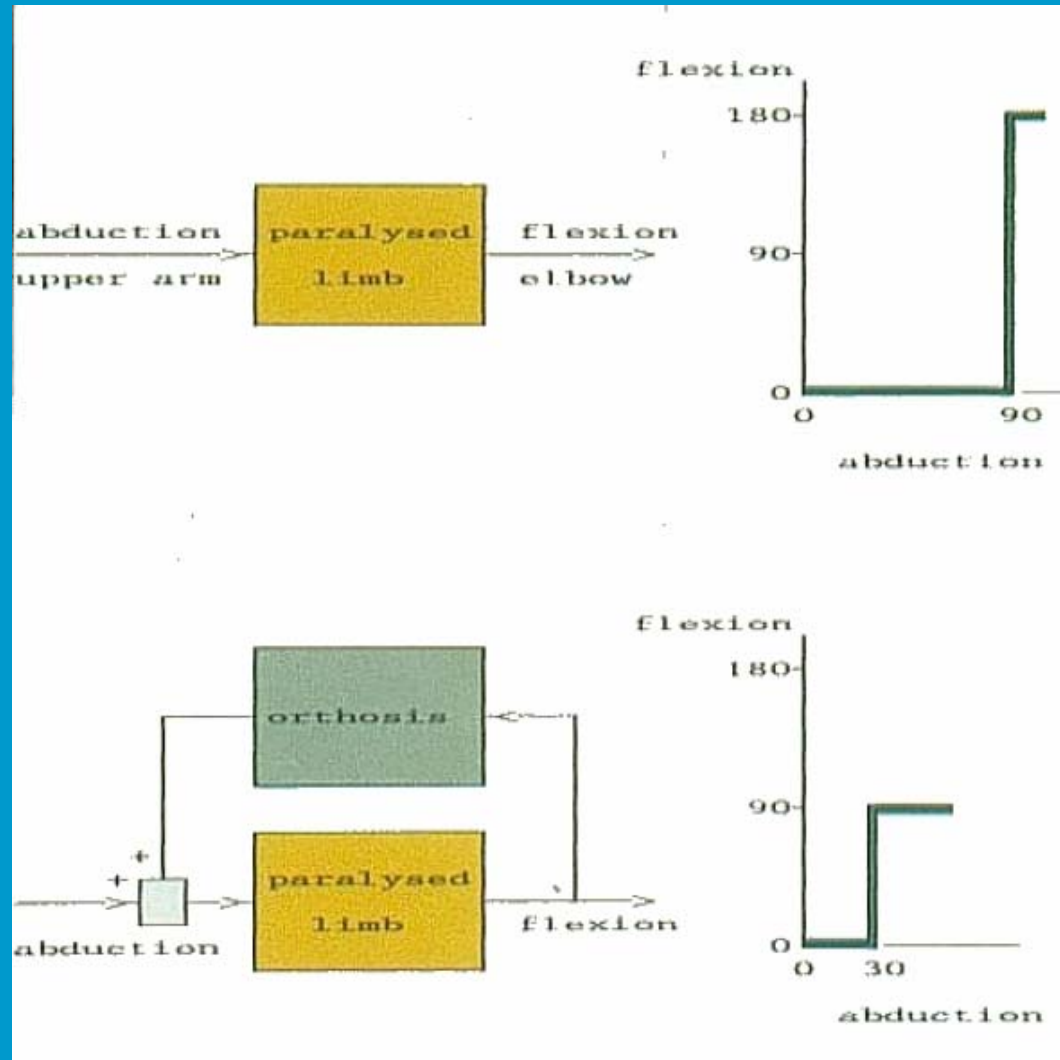 flexion
180
90
0
0 90
abduction
abduction
upper arm
paralysed
limb
flexion
elbow
flexion
180
90
0
0 30
abduction
orthosis
+
+
abduction
paralysed
limb
flexion